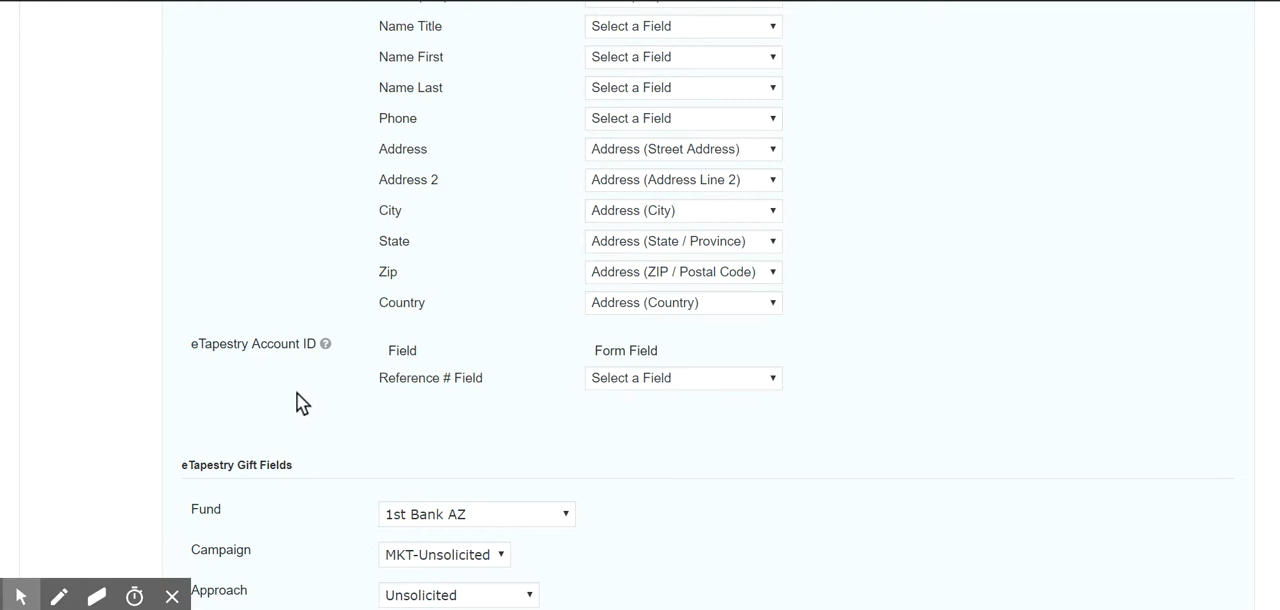 Name Title Select a Field
Name First Select a Field
Name Last Select a Field
Phone Select a Field
Address Address (Street Address)
Address 2 Address (Address Line 2)
City Address (City)
State Address (State / Province)
Zip Address (ZIP / Postal Code)
Country Address (Country)
eTapestry Account ID ? Field Form Field
Reference # Field Select a Field
eTapestry Gift Fields
Fund 1st Bank AZ
Campaign MKT-Unsolicited
Approach Unsolicited